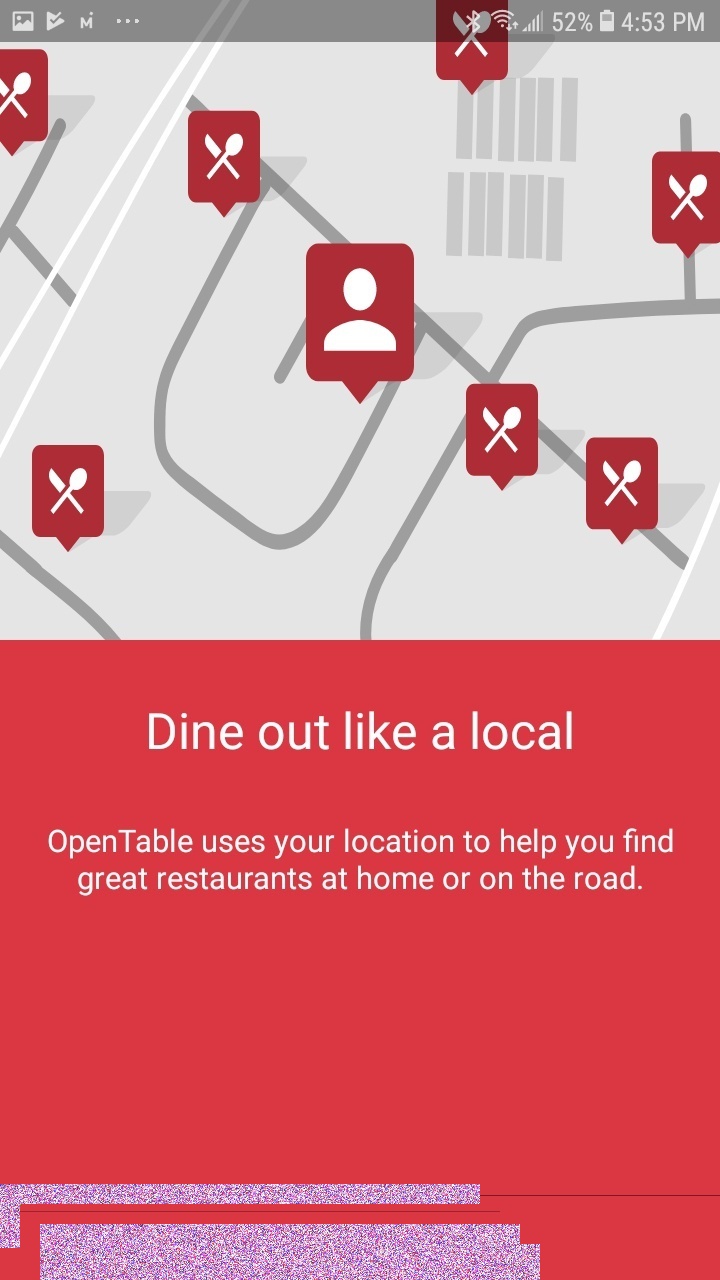 52% 4:53 PM
Dine out like a local
OpenTable uses your location to help you find
great restaurants at home or on the road.